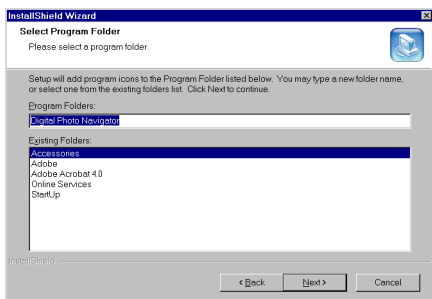 InstallShield Wizard
Select Program Folder
Please select a program folder.
Setup will add program icons to the Program Folder listed below. You may type a new folder name,
or select one from the existing folders list. Click Next to continue.
Program Folders:
Digital Photo Navigator
Existing Folders:
Accessories
Adobe
Adobe Acrobat 4.0
Online Services
StartUp
InstallShield
< Back Next > Cancel